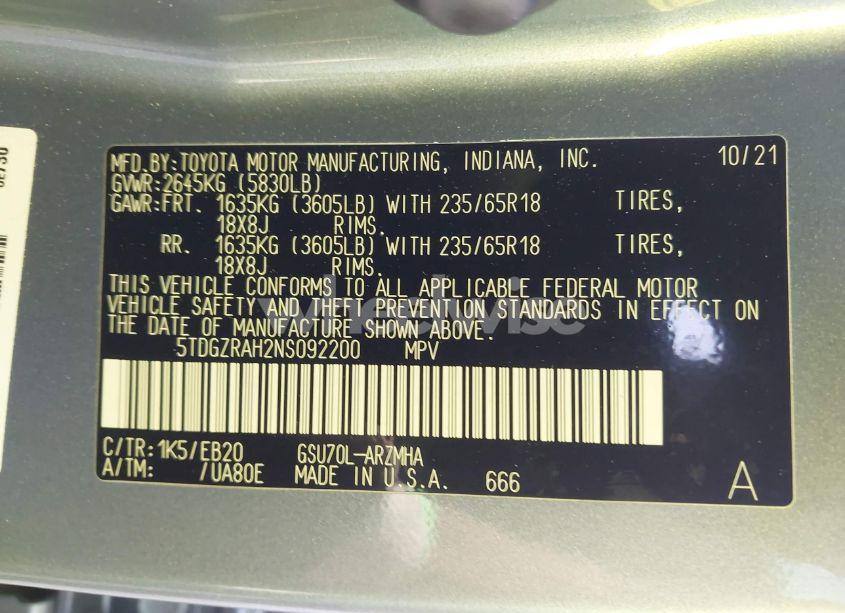 MFD.BY:TOYOTA MOTOR MANUFACTURING, INDIANA, INC. 10/21
GVWR:2645KG (5830LB)
GAWR:FRT. 1635KG (3605LB) WITH 235/65R18 TIRES,
18X8J RIMS.
RR. 1635KG (3605LB) WITH 235/65R18 TIRES,
18X8J RIMS.
THIS VEHICLE CONFORMS TO ALL APPLICABLE FEDERAL MOTOR
VEHICLE SAFETY AND THEFT PREVENTION STANDARDS IN EFFECT ON
THE DATE OF MANUFACTURE SHOWN ABOVE.
5TDGZRAH2NS092200 MPV
C/TR:1K5/EB20 GSU70L-ARZMHA
A/TM: /UA80E MADE IN U.S.A. 666 A
wheelwise